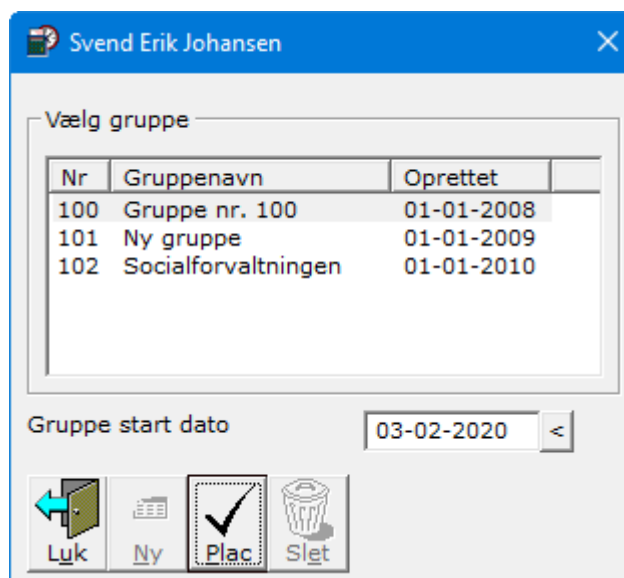 Svend Erik Johansen
Vælg gruppe
Nr Gruppenavn Oprettet
100 Gruppe nr. 100 01-01-2008
101 Ny gruppe 01-01-2009
102 Socialforvaltningen 01-01-2010
Gruppe start dato 03-02-2020 <
Luk Ny Plac Slet